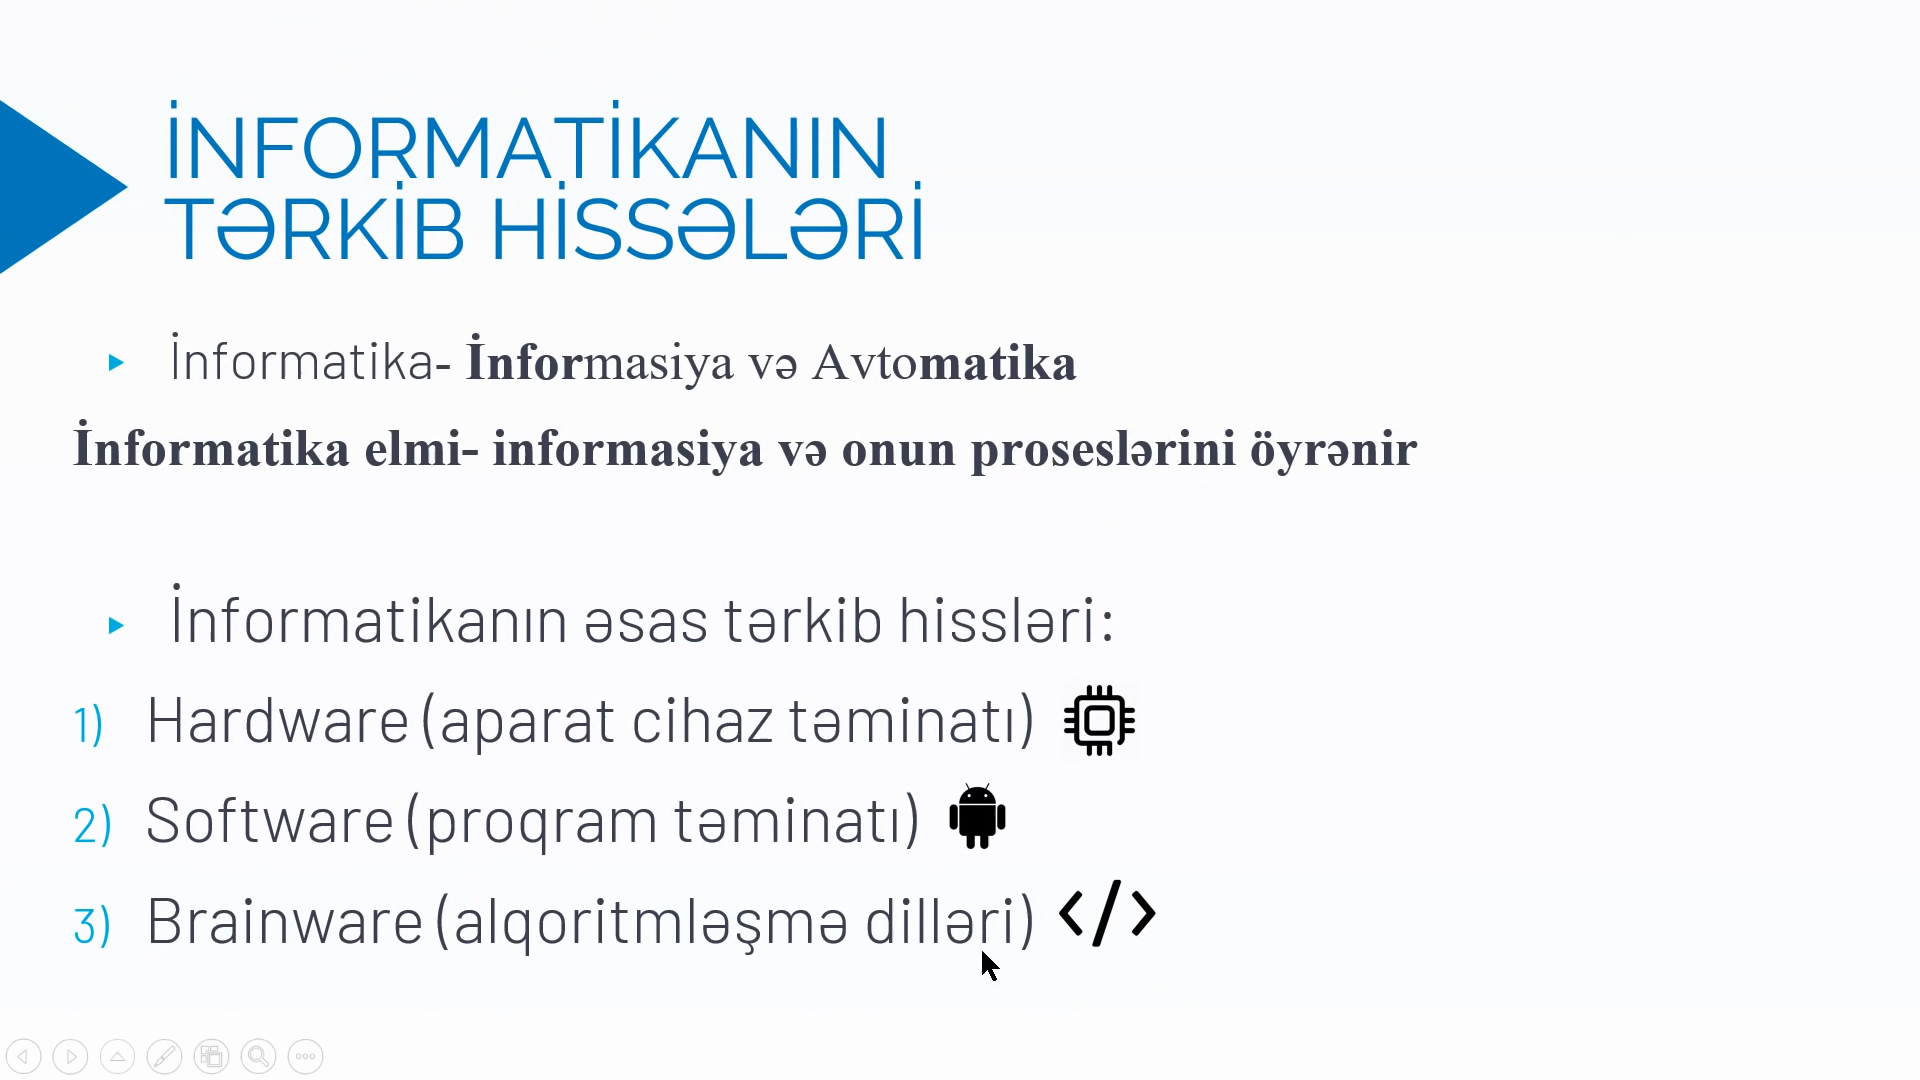 İNFORMATİKANIN
TƏRKİB HİSSƏLƏRİ
İnformatika- İnformasiya və Avtomatika
İnformatika elmi- informasiya və onun proseslərini öyrənir
İnformatikanın əsas tərkib hissləri:
1) Hardware (aparat cihaz təminatı)
2) Software (proqram təminatı)
3) Brainware (alqoritmləşmə dilləri) </>